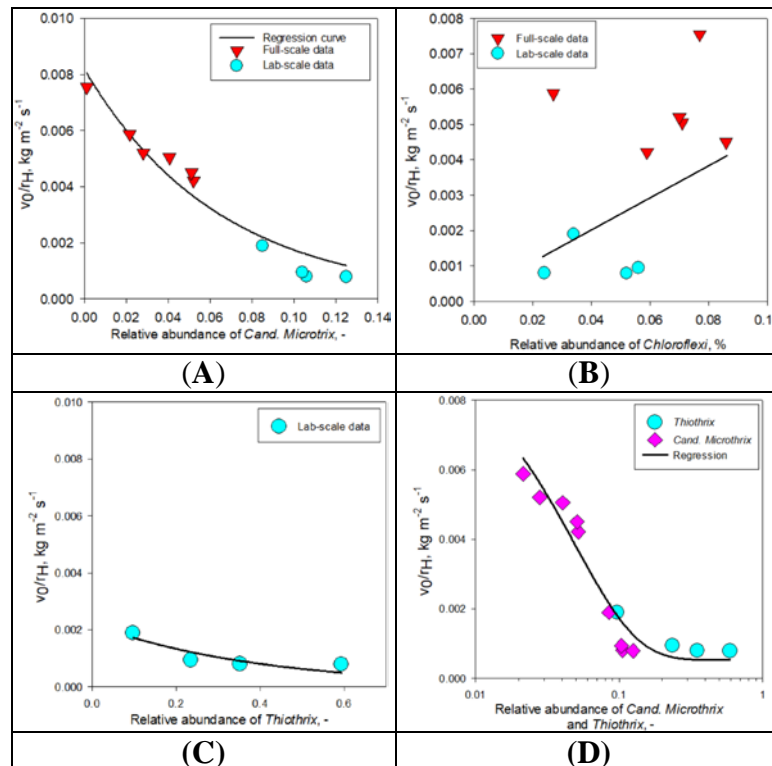 0.010
0.008
0.006
0.004
0.002
0.000
v0/rH, kg m-2 s-1
Regression curve
Full-scale data
Lab-scale data
0.00 0.02 0.04 0.06 0.08 0.10 0.12 0.14
Relative abundance of Cand. Microtrix, -
(A)
0.008
0.007
0.006
0.005
0.004
0.003
0.002
0.001
0.000
v0/rH, kg m-2 s-1
Full-scale data
Lab-scale data
0.00 0.02 0.04 0.06 0.08 0.10
Relative abundance of Chloroflexi, %
(B)
0.010
0.008
0.006
0.004
0.002
0.000
v0/rH, kg m-2 s-1
Lab-scale data
0.0 0.2 0.4 0.6
Relative abundance of Thiothrix, -
(C)
0.008
0.006
0.004
0.002
0.000
v0/rH, kg m-2 s-1
Thiothrix
Cand. Microthrix
Regression
0.01 0.1 1
Relative abundance of Cand. Microthrix
and Thiothrix, -
(D)